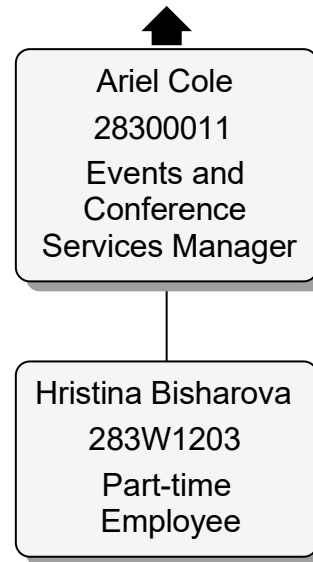 Ariel Cole
28300011
Events and
Conference
Services Manager
Hristina Bisharova
283W1203
Part-time
Employee